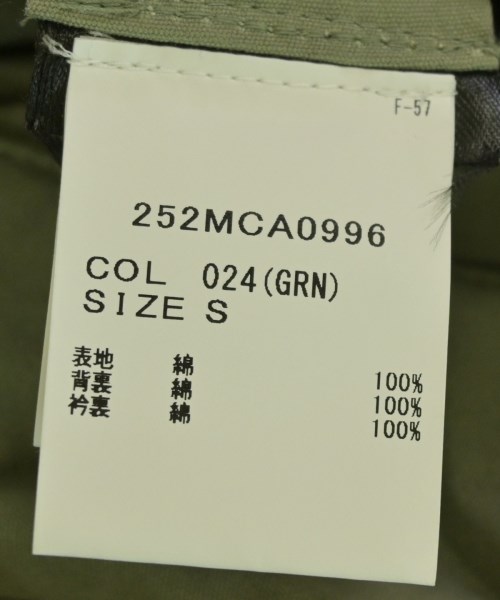 F-57
252MCA0996
COL 024(GRN)
SIZE S
表地 綿 100%
背裏 綿 100%
衿裏 綿 100%